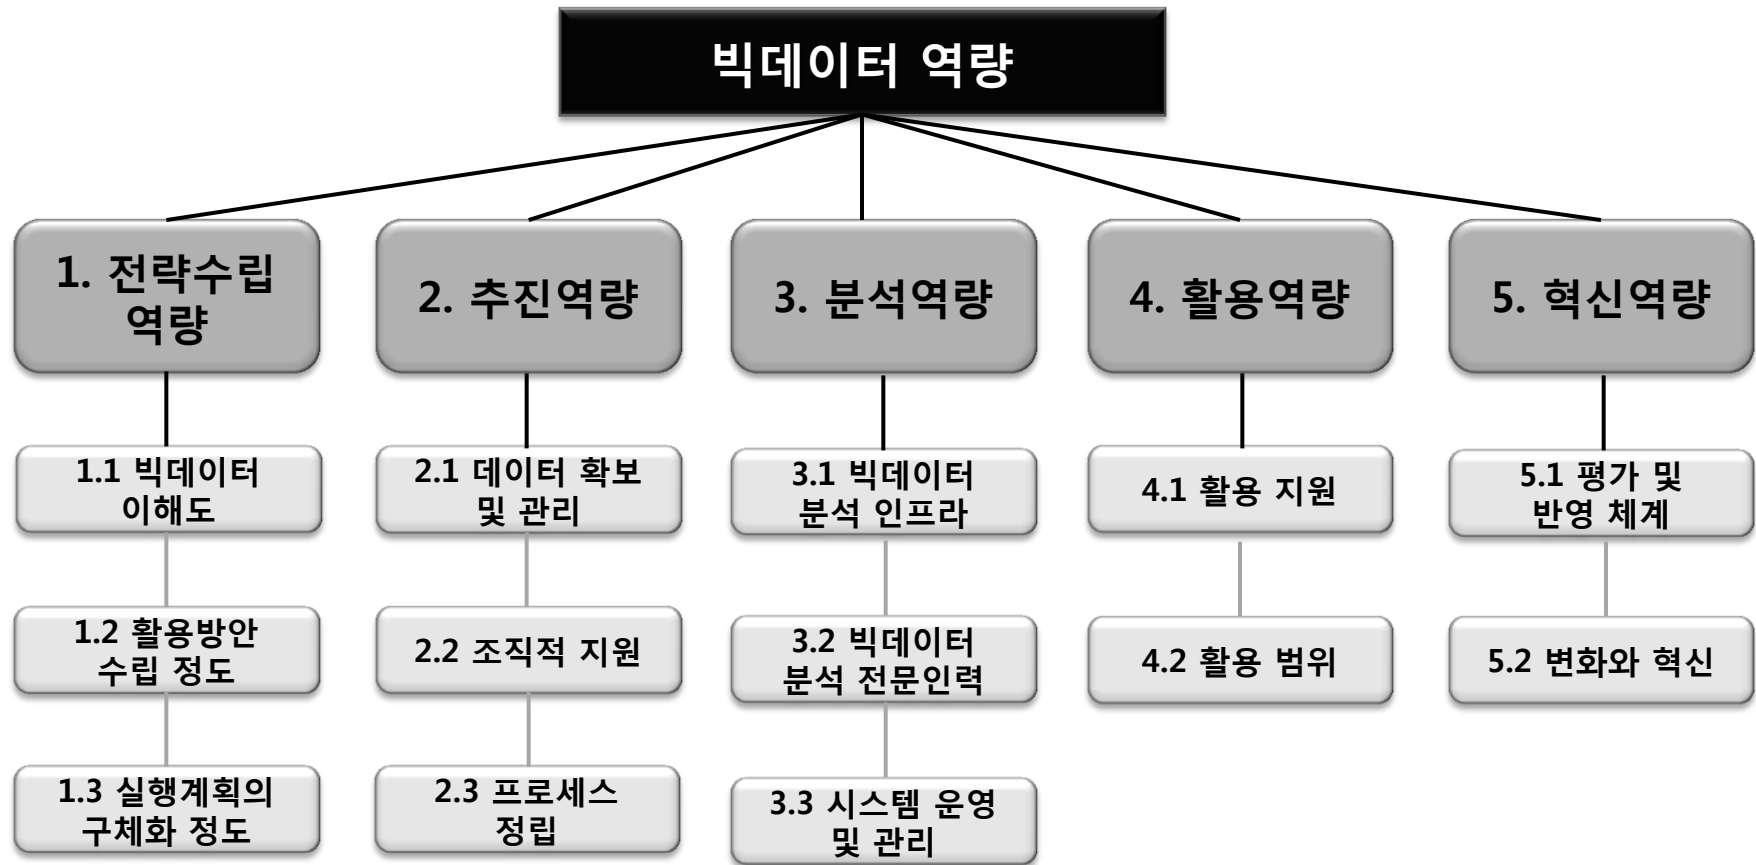 빅데이터 역량
1. 전략수립
역량
2. 추진역량
3. 분석역량
4. 활용역량
5. 혁신역량
1.1 빅데이터
이해도
2.1 데이터 확보
및 관리
3.1 빅데이터
분석 인프라
4.1 활용 지원
5.1 평가 및
반영 체계
1.2 활용방안
수립 정도
2.2 조직적 지원
3.2 빅데이터
분석 전문인력
4.2 활용 범위
5.2 변화와 혁신
1.3 실행계획의
구체화 정도
2.3 프로세스
정립
3.3 시스템 운영
및 관리